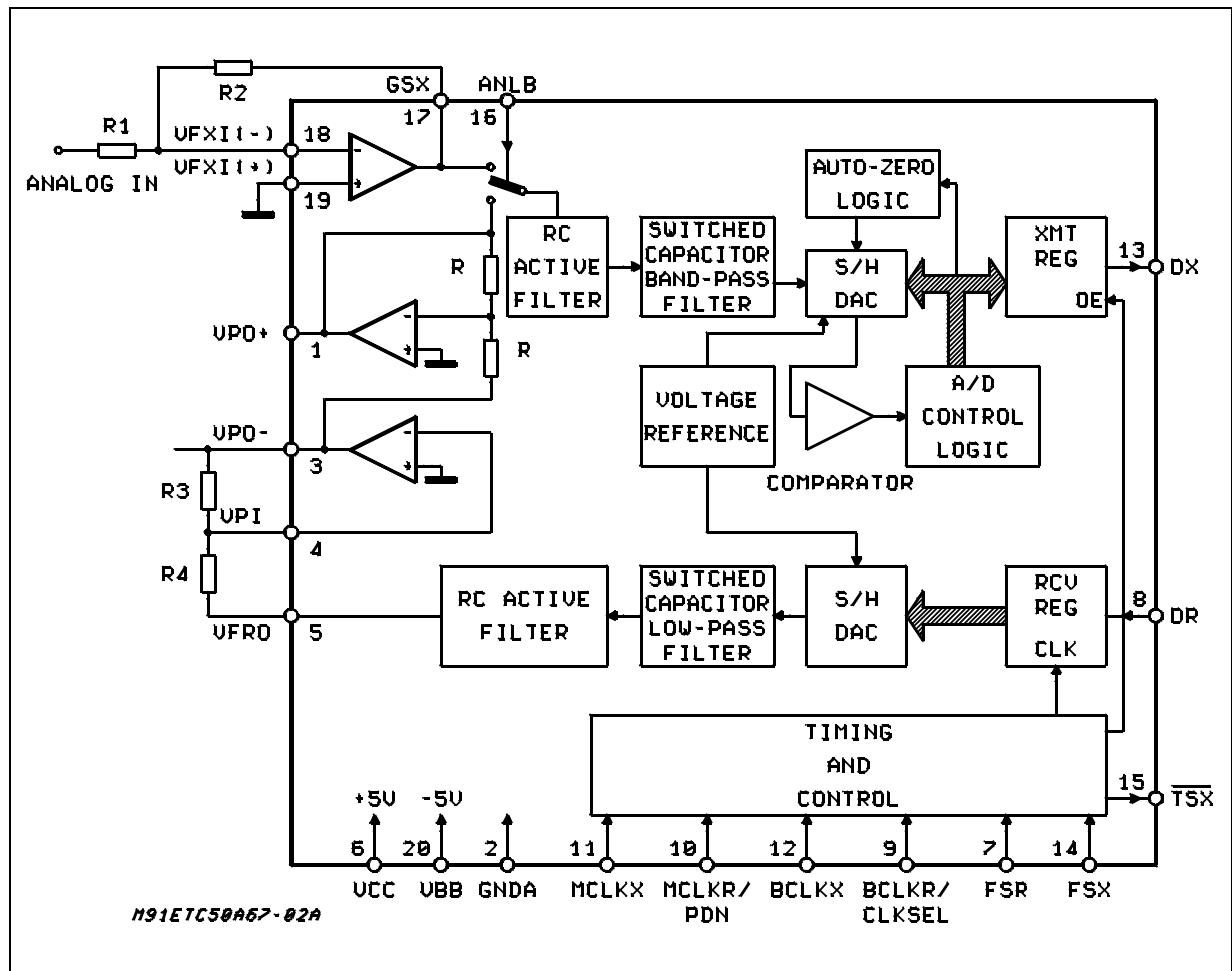 R2
GSX
ANLB
17
16
R1
VFXI(-)
18
VFXI(+)
19
ANALOG IN
-
+
AUTO-ZERO
LOGIC
RC
ACTIVE
FILTER
SWITCHED
CAPACITOR
BAND-PASS
FILTER
S/H
DAC
XMT
REG
OE
13
DX
R
R
VPO+
1
-
+
VOLTAGE
REFERENCE
A/D
CONTROL
LOGIC
COMPARATOR
VPO-
3
-
+
R3
VPI
4
R4
VFRO
5
RC ACTIVE
FILTER
SWITCHED
CAPACITOR
LOW-PASS
FILTER
S/H
DAC
RCV
REG
CLK
8
DR
TIMING
AND
CONTROL
15
TSX
+5V
-5V
6
20
2
11
10
12
9
7
14
VCC
VBB
GNDA
MCLKX
MCLKR/
PDN
BCLKX
BCLKR/
CLKSEL
FSR
FSX
M91ETC50A67-02A